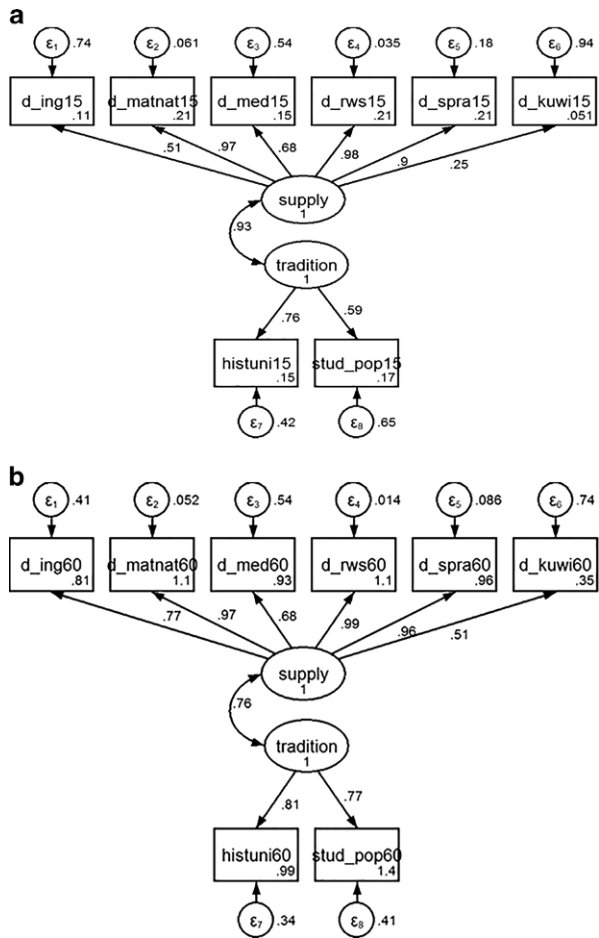 a
ε1 .74 ε2 .061 ε3 .54 ε4 .035 ε5 .18 ε6 .94
d_ing15 d_matnat15 d_med15 d_rws15 d_spra15 d_kuwi15
.11 .21 .15 .21 .21 .051
.51 .97 .68 .98 .9 .25
supply
1
.93
tradition
1
.76 .59
histuni15 stud_pop15
.15 .17
ε7 .42 ε8 .65
b
ε1 .41 ε2 .052 ε3 .54 ε4 .014 ε5 .086 ε6 .74
d_ing60 d_matnat60 d_med60 d_rws60 d_spra60 d_kuwi60
.81 1.1 .93 1.1 .96 .35
.77 .97 .68 .99 .96 .51
supply
1
.76
tradition
1
.81 .77
histuni60 stud_pop60
.99 1.4
ε7 .34 ε8 .41